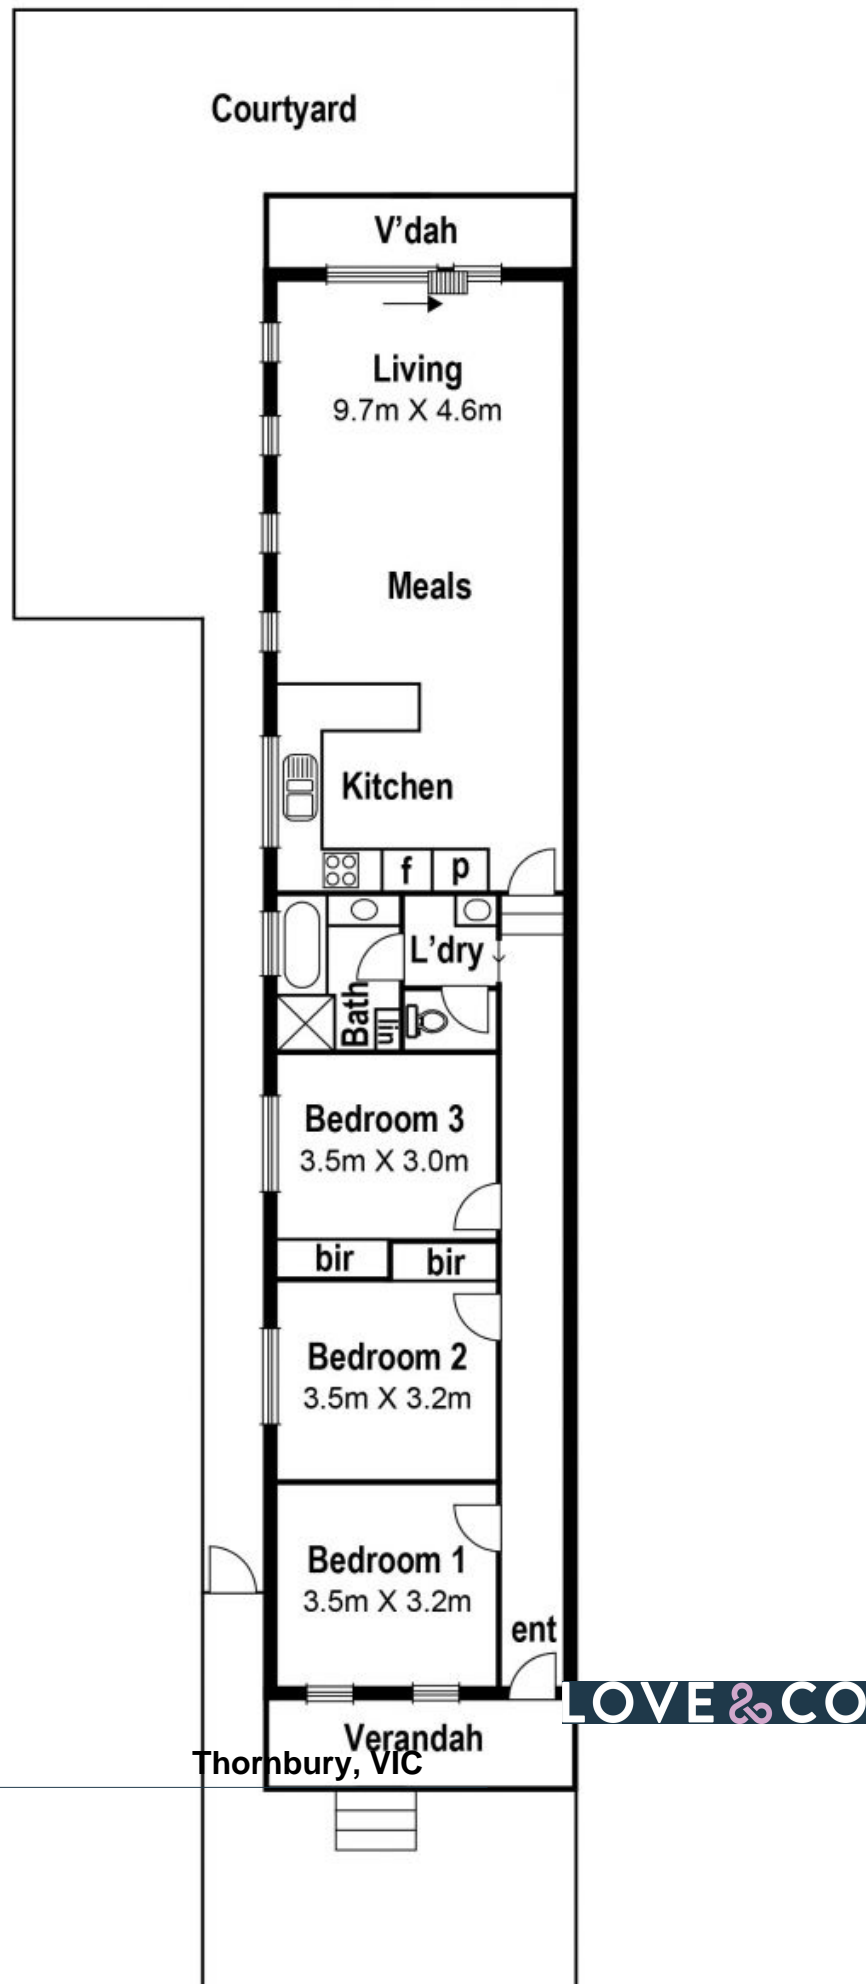 Courtyard
V'dah
Living
9.7m X 4.6m
Meals
Kitchen
f
p
L'dry
Bath
lin
Bedroom 3
3.5m X 3.0m
bir
bir
Bedroom 2
3.5m X 3.2m
Bedroom 1
3.5m X 3.2m
ent
LOVE & CO
Verandah
Thornbury, VIC